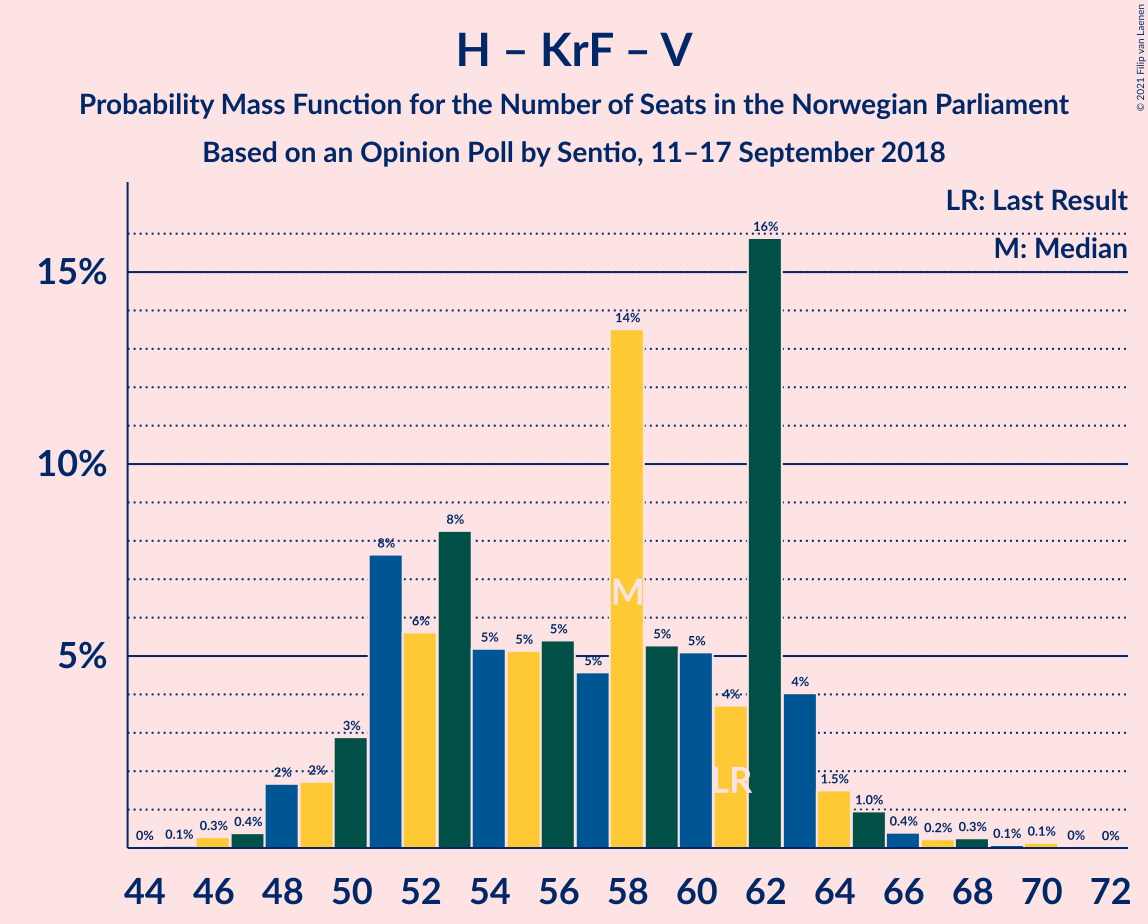 H – KrF – V
Probability Mass Function for the Number of Seats in the Norwegian Parliament
Based on an Opinion Poll by Sentio, 11–17 September 2018
© 2021 Filip van Laenen
LR: Last Result
M: Median
15%
10%
5%
0% 0.1% 0.3% 0.4% 2% 2% 3% 8% 6% 8% 5% 5% 5% 5% 14% 5% 5% 4% 16% 4% 1.5% 1.0% 0.4% 0.2% 0.3% 0.1% 0.1% 0% 0%
M
LR
44 46 48 50 52 54 56 58 60 62 64 66 68 70 72